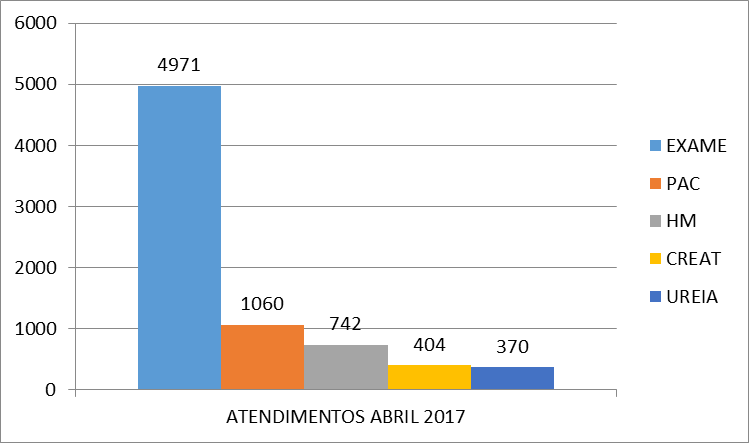 6000
5000
4000
3000
2000
1000
0
4971
1060
742
404
370
ATENDIMENTOS ABRIL 2017
EXAME
PAC
HM
CREAT
UREIA